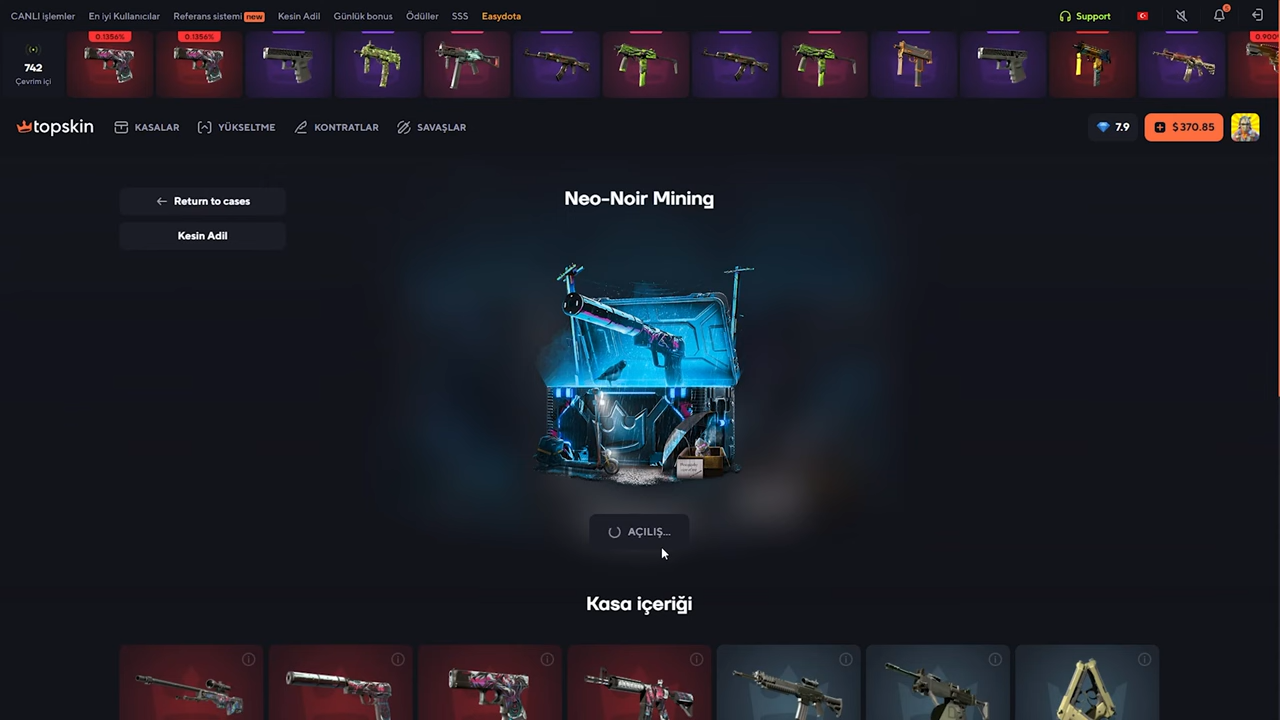 CANLI işlemler En iyi Kullanıcılar Referans sistemi new Kesin Adil Günlük bonus Ödüller SSS Easydota Support 5
0.1356% 0.1356%
742
Çevrim içi
topskin KASALAR YÜKSELTME KONTRATLAR SAVAŞLAR 7.9 $ 370.85
Return to cases
Kesin Adil
Neo-Noir Mining
AÇILIŞ...
Kasa içeriği